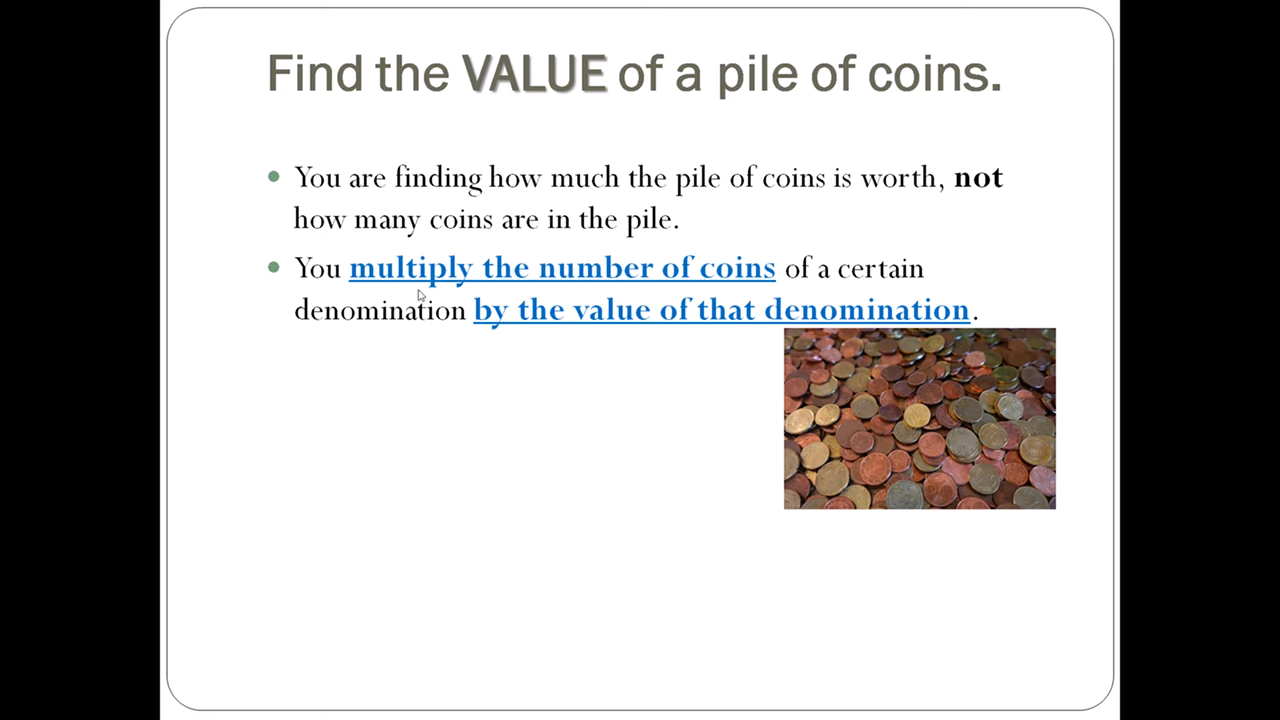 Find the VALUE of a pile of coins.
You are finding how much the pile of coins is worth, not
how many coins are in the pile.
You multiply the number of coins of a certain
denomination by the value of that denomination.